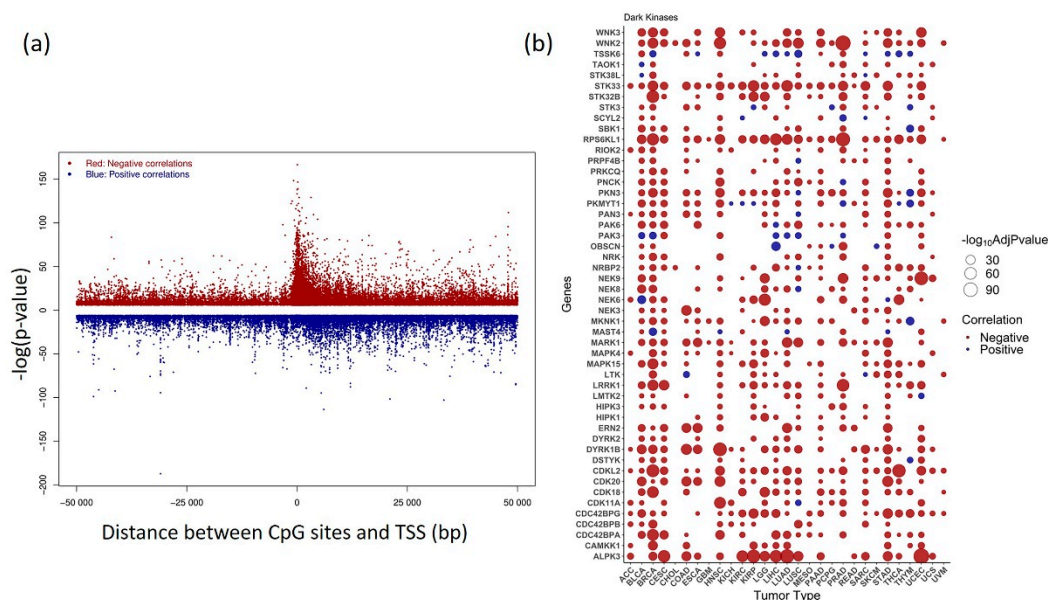 (a)
(b)
Red: Negative correlations
Blue: Positive correlations
-log(p-value)
150
100
50
0
-50
-100
-150
-200
-50 000
-25 000
0
25 000
50 000
Distance between CpG sites and TSS (bp)
Dark Kinases
Genes
WNK3
WNK2
TSSK6
TAOK1
STK38L
STK33
STK32B
STK3
SCYL2
SBK1
RPS6KL1
RIOK2
PRPF4B
PRKCQ
PNCK
PKN3
PKMYT1
PAN3
PAK6
PAK3
OBSCN
NRK
NRBP2
NEK9
NEK8
NEK6
NEK3
MKNK1
MAST4
MARK1
MAPK4
MAPK15
LTK
LRRK1
LMTK2
HIPK3
HIPK1
ERN2
DYRK2
DYRK1B
DSTYK
CDKL2
CDK20
CDK18
CDK11A
CDC42BPG
CDC42BPB
CDC42BPA
CAMKK1
ALPK3
ACC
BLCA
BRCA
CESC
CHOL
COAD
ESCA
GBM
HNSC
KICH
KIRC
KIRP
LGG
LIHC
LUAD
LUSC
MESO
PAAD
PCPG
PRAD
READ
SARC
SKCM
STAD
THCA
THYM
UCEC
UCS
UVM
Tumor Type
-log₁₀AdjPvalue
30
60
90
Correlation
Negative
Positive